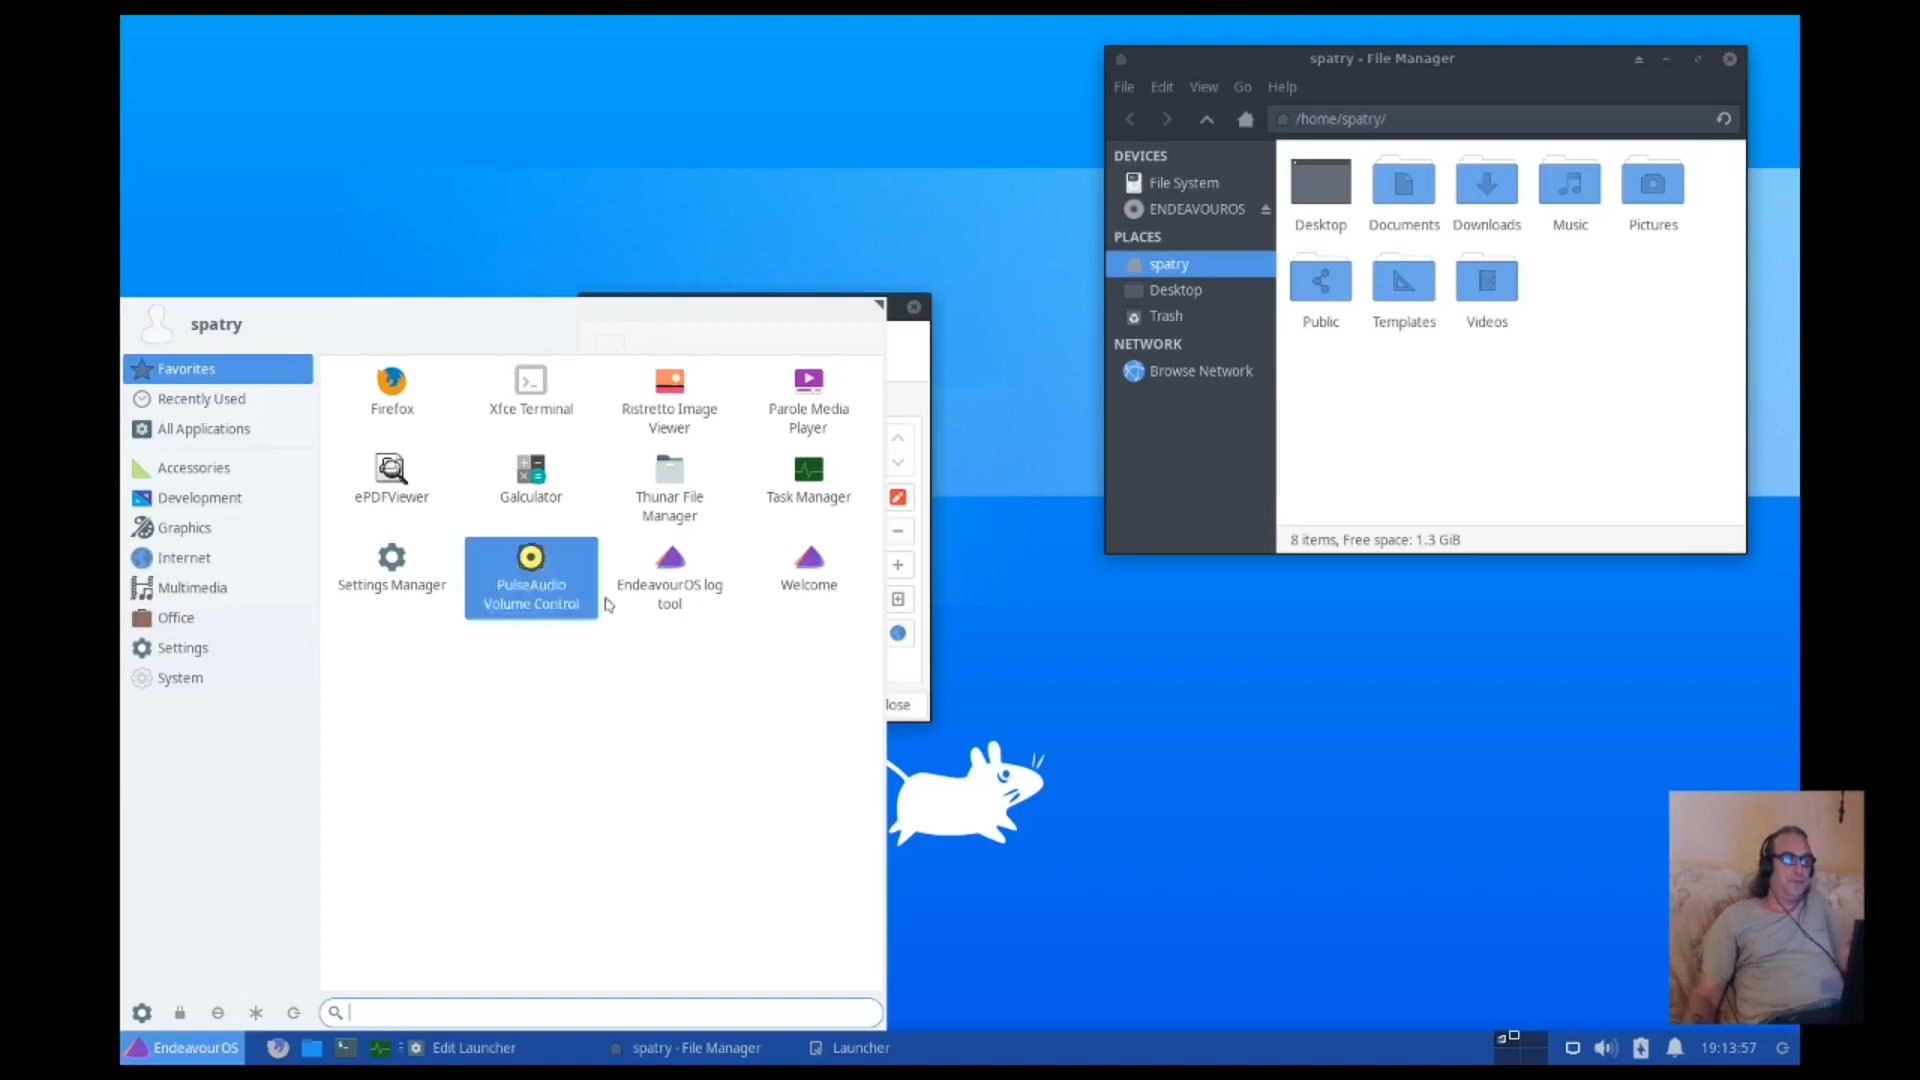 spatry - File Manager
File Edit View Go Help
/home/spatry/
DEVICES
File System
ENDEAVOUROS
PLACES
spatry
Desktop
Trash
NETWORK
Browse Network
Desktop Documents Downloads Music Pictures
Public Templates Videos
8 items, Free space: 1.3 GiB
spatry
Favorites
Recently Used
All Applications
Accessories
Development
Graphics
Internet
Multimedia
Office
Settings
System
Firefox
Xfce Terminal
Ristretto Image
Viewer
Parole Media
Player
ePDFViewer
Galculator
Thunar File
Manager
Task Manager
Settings Manager
PulseAudio
Volume Control
EndeavourOS log
tool
Welcome
lose
EndeavourOS
Edit Launcher
spatry - File Manager
Launcher
19:13:57